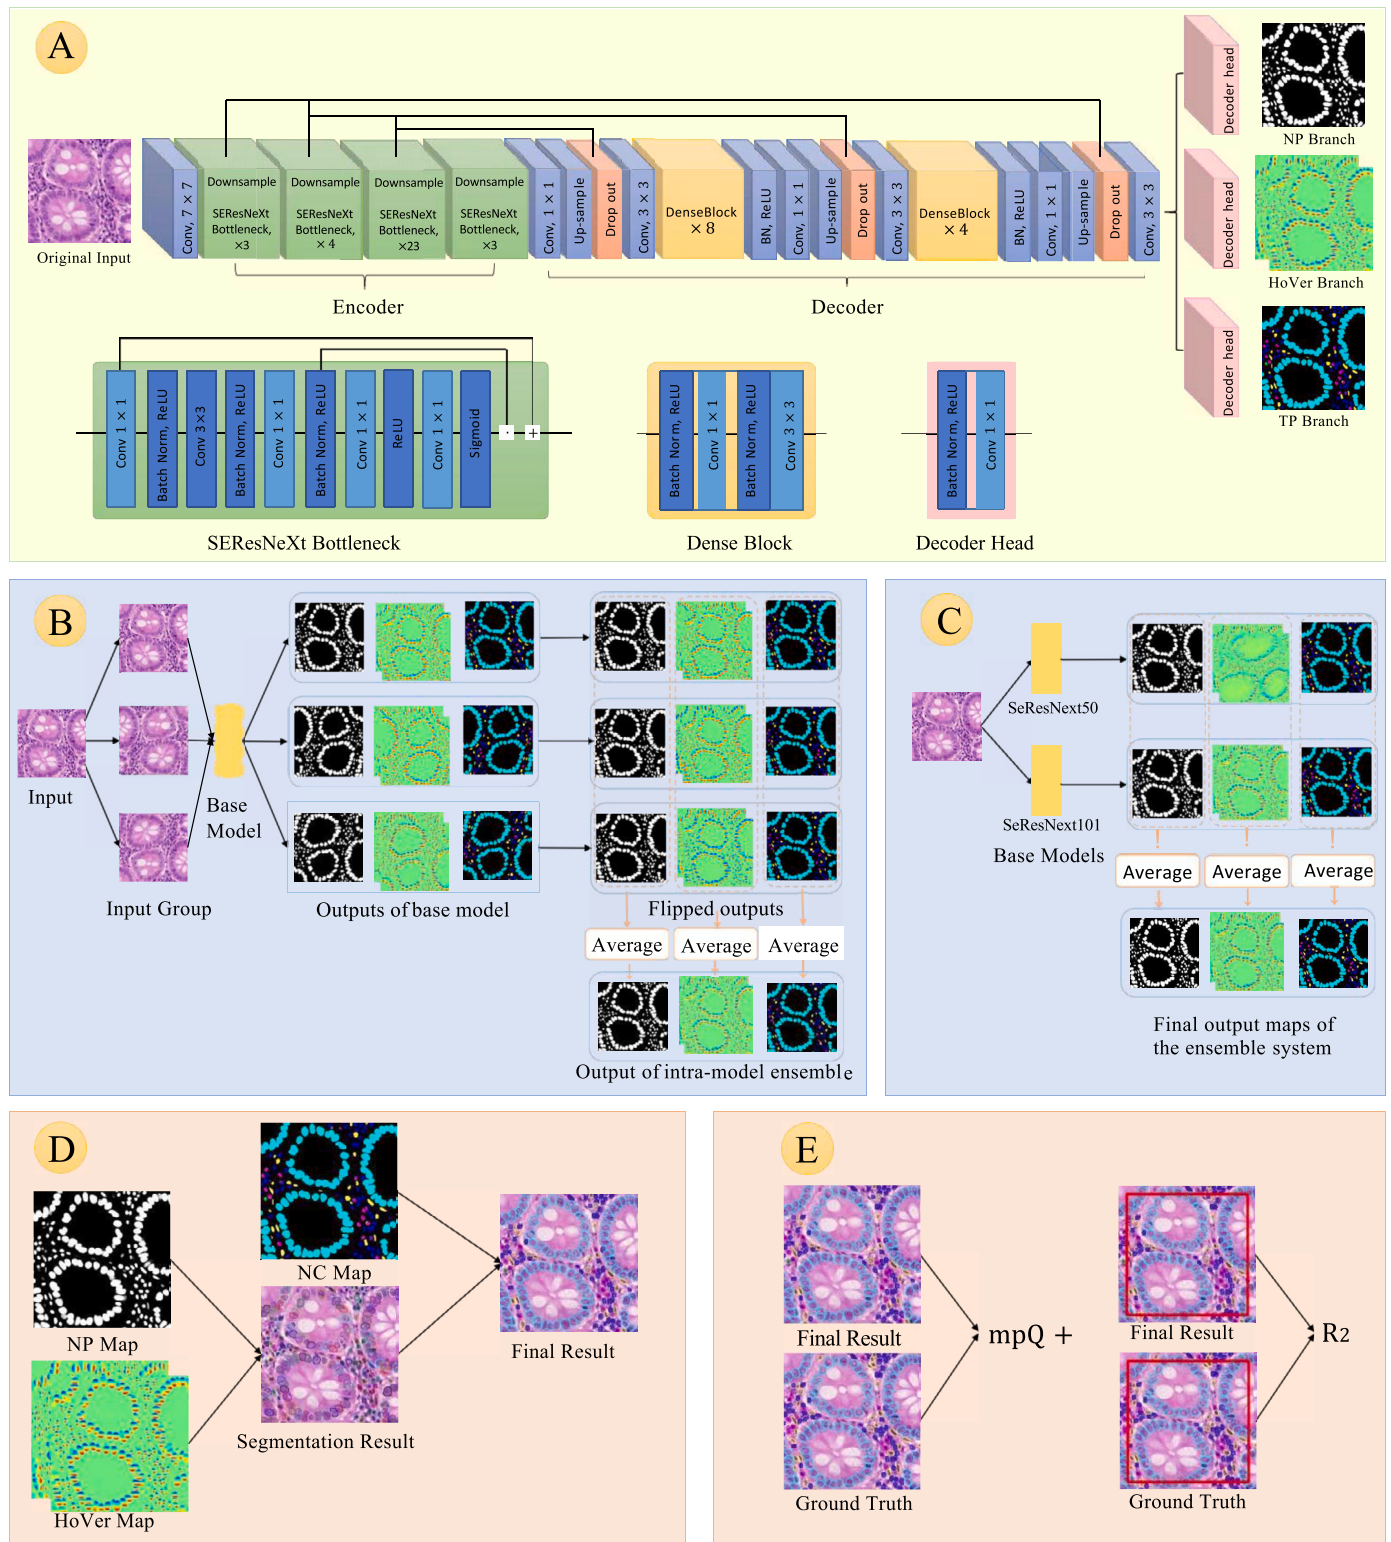 A
Original Input
Conv, 7 × 7
Downsample
SEResNeXt
Bottleneck,
×3
Downsample
SEResNeXt
Bottleneck,
× 4
Downsample
SEResNeXt
Bottleneck,
×23
Downsample
SEResNeXt
Bottleneck,
×3
Conv, 1 × 1
Up-sample
Drop out
Conv, 3 × 3
DenseBlock
× 8
BN, ReLU
Conv, 1 × 1
Up-sample
Drop out
Conv, 3 × 3
DenseBlock
× 4
BN, ReLU
Conv, 1 × 1
Up-sample
Drop out
Conv, 3 × 3
Encoder
Decoder
Decoder head
NP Branch
Decoder head
HoVer Branch
Decoder head
TP Branch
Conv 1 × 1
Batch Norm, ReLU
Conv 3 ×3
Batch Norm, ReLU
Conv 1 × 1
Batch Norm, ReLU
Conv 1 × 1
ReLU
Conv 1 × 1
Sigmoid
·
+
SEResNeXt Bottleneck
Batch Norm, ReLU
Conv 1 × 1
Batch Norm, ReLU
Conv 3 × 3
Dense Block
Batch Norm, ReLU
Conv 1 × 1
Decoder Head
B
Input
Input Group
Base
Model
Outputs of base model
Flipped outputs
Average
Average
Average
Output of intra-model ensemble
C
SeResNext50
SeResNext101
Base Models
Average
Average
Average
Final output maps of
the ensemble system
D
NP Map
HoVer Map
NC Map
Segmentation Result
Final Result
E
Final Result
Ground Truth
mpQ +
Final Result
Ground Truth
R2